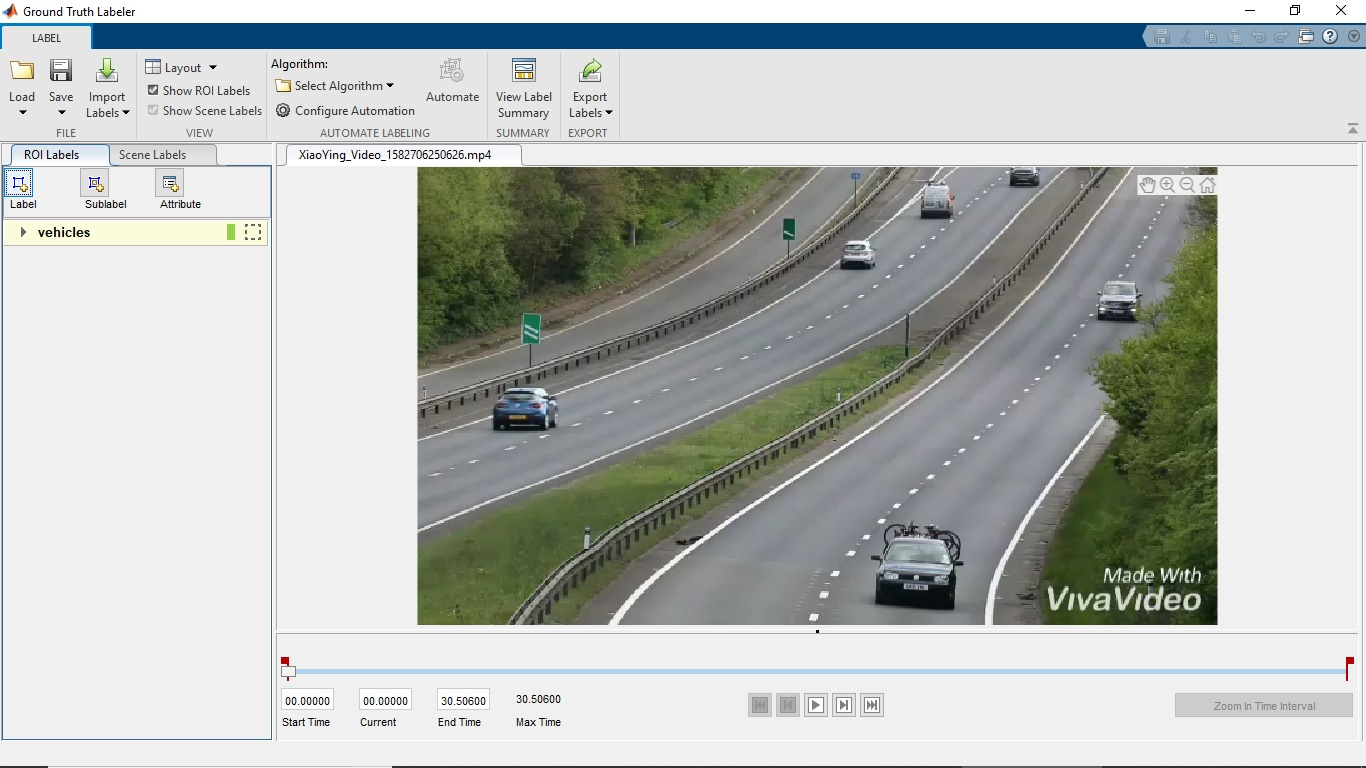 Ground Truth Labeler
LABEL
Load
Save
Import
Labels
FILE
Layout
Show ROI Labels
Show Scene Labels
VIEW
Algorithm:
Select Algorithm
Configure Automation
Automate
AUTOMATE LABELING
View Label
Summary
SUMMARY
Export
Labels
EXPORT
ROI Labels
Scene Labels
Label
Sublabel
Attribute
vehicles
XiaoYing_Video_1582706250626.mp4
Made With
VivaVideo
00.00000
00.00000
30.50600
30.50600
Start Time
Current
End Time
Max Time
Zoom In Time Interval